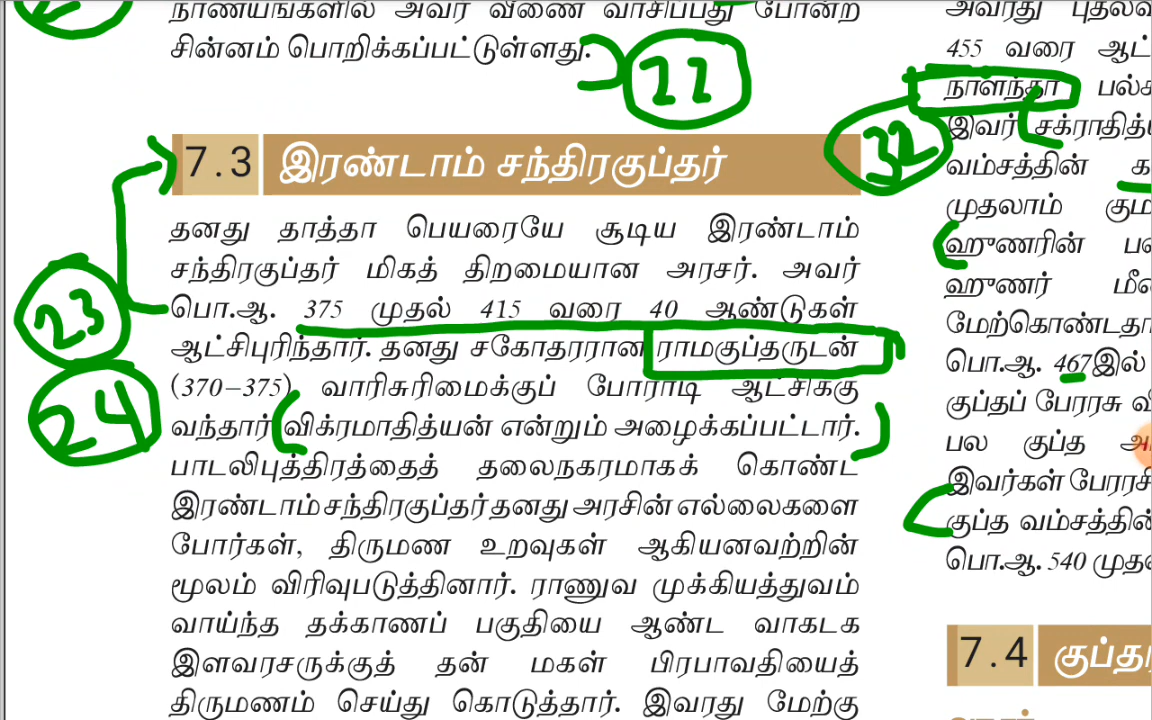 நாணயங்களில் அவர் வீணை வாசிப்பது போன்ற
சின்னம் பொறிக்கப்பட்டுள்ளது.
22
7.3 இரண்டாம் சந்திரகுப்தர்
தனது தாத்தா பெயரையே சூடிய இரண்டாம்
சந்திரகுப்தர் மிகத் திறமையான அரசர். அவர்
பொ.ஆ. 375 முதல் 415 வரை 40 ஆண்டுகள்
ஆட்சிபுரிந்தார். தனது சகோதரரான ராமகுப்தருடன்
(370–375) வாரிசுரிமைக்குப் போராடி ஆட்சிக்கு
வந்தார் விக்ரமாதித்யன் என்றும் அழைக்கப்பட்டார்.
23
24
பாடலிபுத்திரத்தைத் தலைநகரமாகக் கொண்ட
இரண்டாம் சந்திரகுப்தர் தனது அரசின் எல்லைகளை
போர்கள், திருமண உறவுகள் ஆகியனவற்றின்
மூலம் விரிவுபடுத்தினார். ராணுவ முக்கியத்துவம்
வாய்ந்த தக்காணப் பகுதியை ஆண்ட வாகடக
இளவரசருக்குத் தன் மகள் பிரபாவதியைத்
திருமணம் செய்து கொடுத்தார். இவரது மேற்கு
அவரது
455 வரை
நாளந்தா
32
இவர்
வம்சத்தின்
முதலாம்
ஹுணரின்
ஹுணர்
மேற்கொண்டதா
பொ.ஆ. 467இல்
குப்தப் பேரரசு
பல குப்த
இவர்கள்
குப்த வம்சத்தின்
பொ.ஆ. 540
7.4